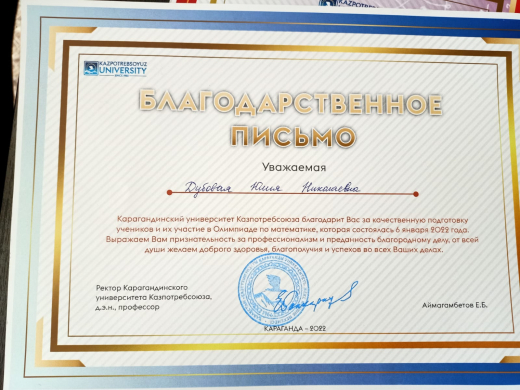 KAZPOTREBSOYUZ
UNIVERSITY
БЛАГОДАРСТВЕННОЕ
ПИСЬМО
Уважаемая
Дубовая Юлия Николаевна
Карагандинский университет Казпотребсоюза благодарит Вас за качественную подготовку
учеников и их участие в Олимпиаде по математике, которая состоялась 6 января 2022 года.
Выражаем Вам признательность за профессионализм и преданность благородному делу, от всей
души желаем доброго здоровья, благополучия и успехов во всех Ваших делах.
Ректор Карагандинского
университета Казпотребсоюза,
д.э.н., профессор
Аймагамбетов Е.Б.
КАРАГАНДА - 2022